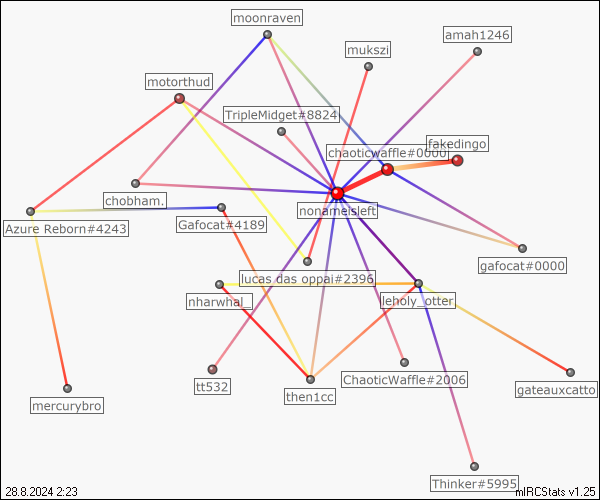 moonraven
amah1246
mukszi
motorthud
TripleMidget#8824
fakedingo
chaoticwaffle#0000
chobham.
nonameisleft
Azure Reborn#4243
Gafocat#4189
gafocat#0000
lucas das oppai#2396
nharwhal_
leholy_otter
tt532
ChaoticWaffle#2006
then1cc
gateauxcatto
mercurybro
Thinker#5995
28.8.2024 2:23
mIRCStats v1.25